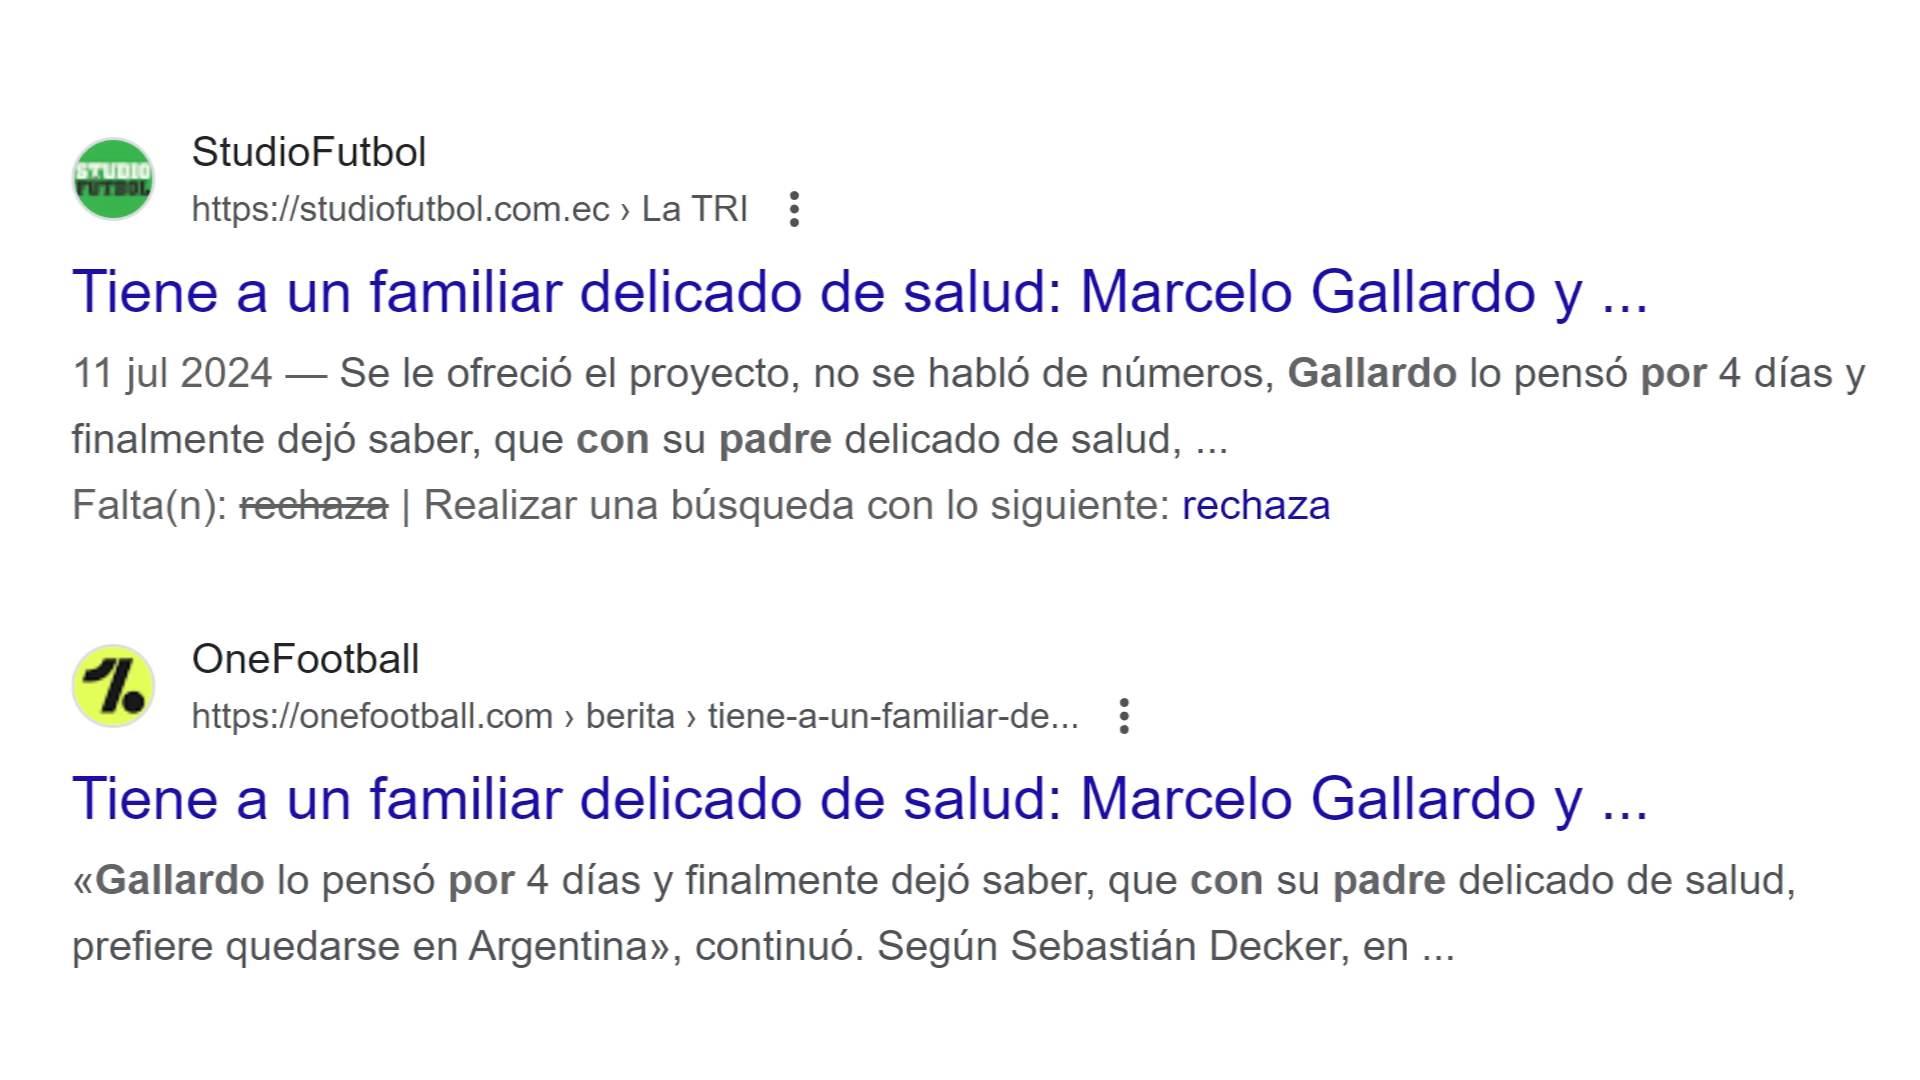 STUDIO
FUTBOL
StudioFutbol
https://studiofutbol.com.ec › La TRI
Tiene a un familiar delicado de salud: Marcelo Gallardo y ...
11 jul 2024 — Se le ofreció el proyecto, no se habló de números, Gallardo lo pensó por 4 días y
finalmente dejó saber, que con su padre delicado de salud, ...
Falta(n): rechaza | Realizar una búsqueda con lo siguiente: rechaza
OneFootball
https://onefootball.com › berita › tiene-a-un-familiar-de...
Tiene a un familiar delicado de salud: Marcelo Gallardo y ...
«Gallardo lo pensó por 4 días y finalmente dejó saber, que con su padre delicado de salud,
prefiere quedarse en Argentina», continuó. Según Sebastián Decker, en ...